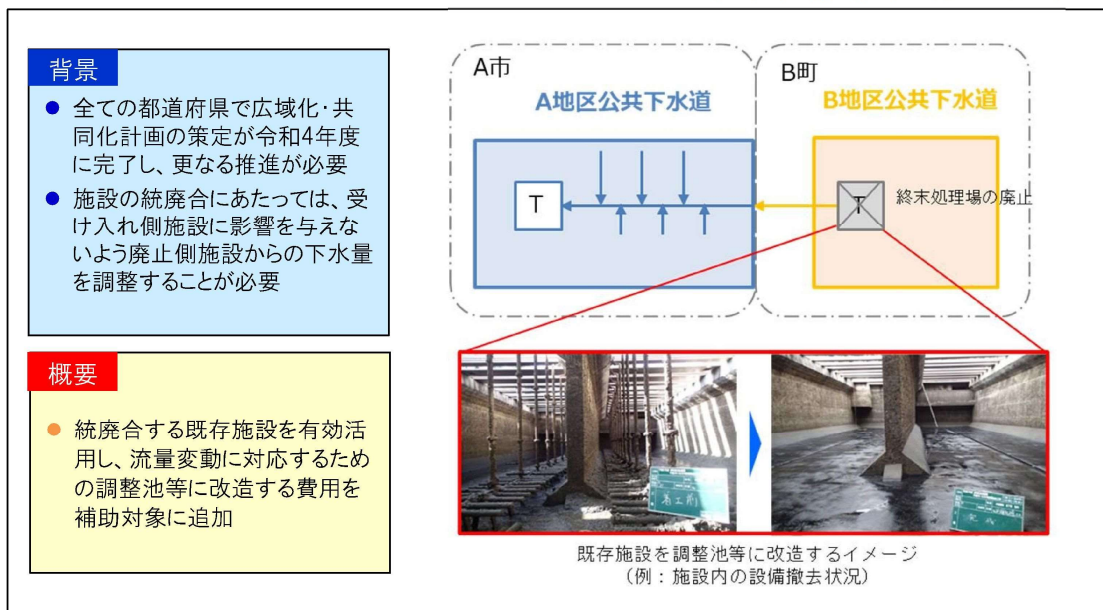 背景
● 全ての都道府県で広域化・共
同化計画の策定が令和4年度
に完了し、更なる推進が必要
● 施設の統廃合にあたっては、受
け入れ側施設に影響を与えな
いよう廃止側施設からの下水量
を調整することが必要
概要
● 統廃合する既存施設を有効活
用し、流量変動に対応するため
の調整池等に改造する費用を
補助対象に追加
A市
A地区公共下水道
T
B町
B地区公共下水道
T
終末処理場の廃止
着工前
完成
既存施設を調整池等に改造するイメージ
（例：施設内の設備撤去状況）